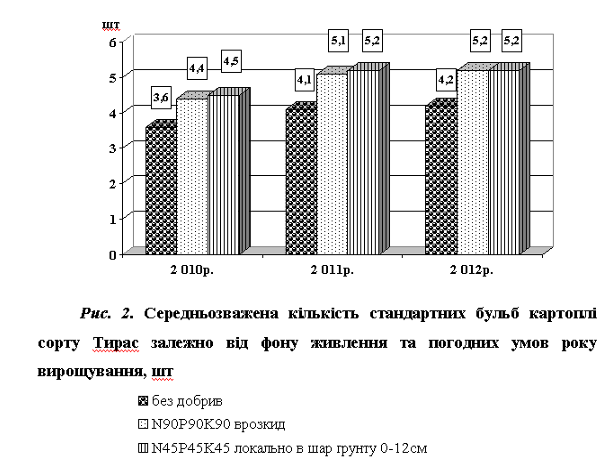 шт
6
5
4
3
2
1
0
3,6
4,4
4,5
4,1
5,1
5,2
4,2
5,2
5,2
2 010р.
2 011р.
2 012р.
Рис. 2. Середньозважена кількість стандартних бульб картоплі
сорту Тирас залежно від фону живлення та погодних умов року
вирощування, шт
без добрив
N90P90K90 врозкид
N45P45K45 локально в шар грунту 0-12см